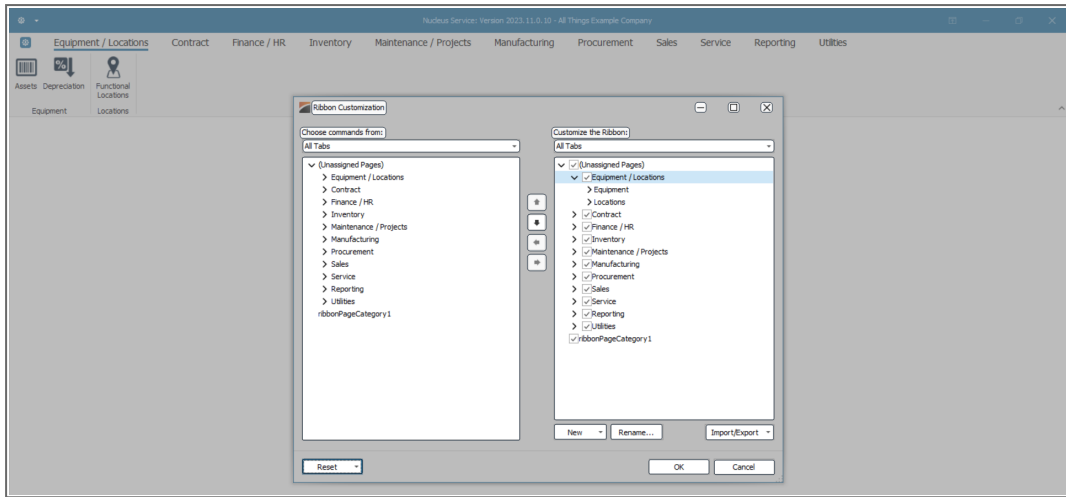 Nucleus Service: Version 2023.11.0.10 - All Things Example Company
Equipment / Locations Contract Finance / HR Inventory Maintenance / Projects Manufacturing Procurement Sales Service Reporting Utilities
Assets Depreciation Functional Locations
Equipment Locations
Ribbon Customization
Choose commands from:
All Tabs
(Unassigned Pages)
Equipment / Locations
Contract
Finance / HR
Inventory
Maintenance / Projects
Manufacturing
Procurement
Sales
Service
Reporting
Utilities
ribbonPageCategory1
Customize the Ribbon:
All Tabs
(Unassigned Pages)
Equipment / Locations
Equipment
Locations
Contract
Finance / HR
Inventory
Maintenance / Projects
Manufacturing
Procurement
Sales
Service
Reporting
Utilities
ribbonPageCategory1
New Rename... Import/Export
Reset OK Cancel